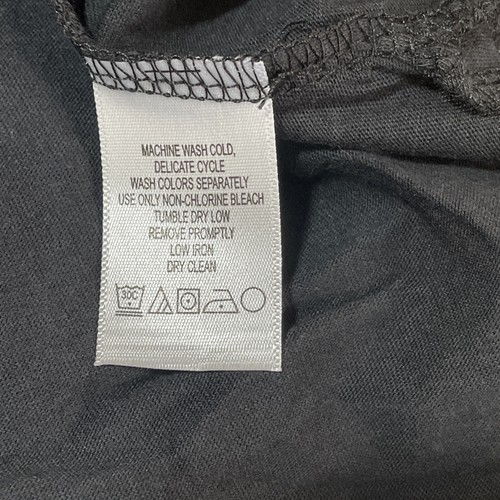 MACHINE WASH COLD,
DELICATE CYCLE
WASH COLORS SEPARATELY
USE ONLY NON-CHLORINE BLEACH
TUMBLE DRY LOW
REMOVE PROMPTLY
LOW IRON
DRY CLEAN
30C